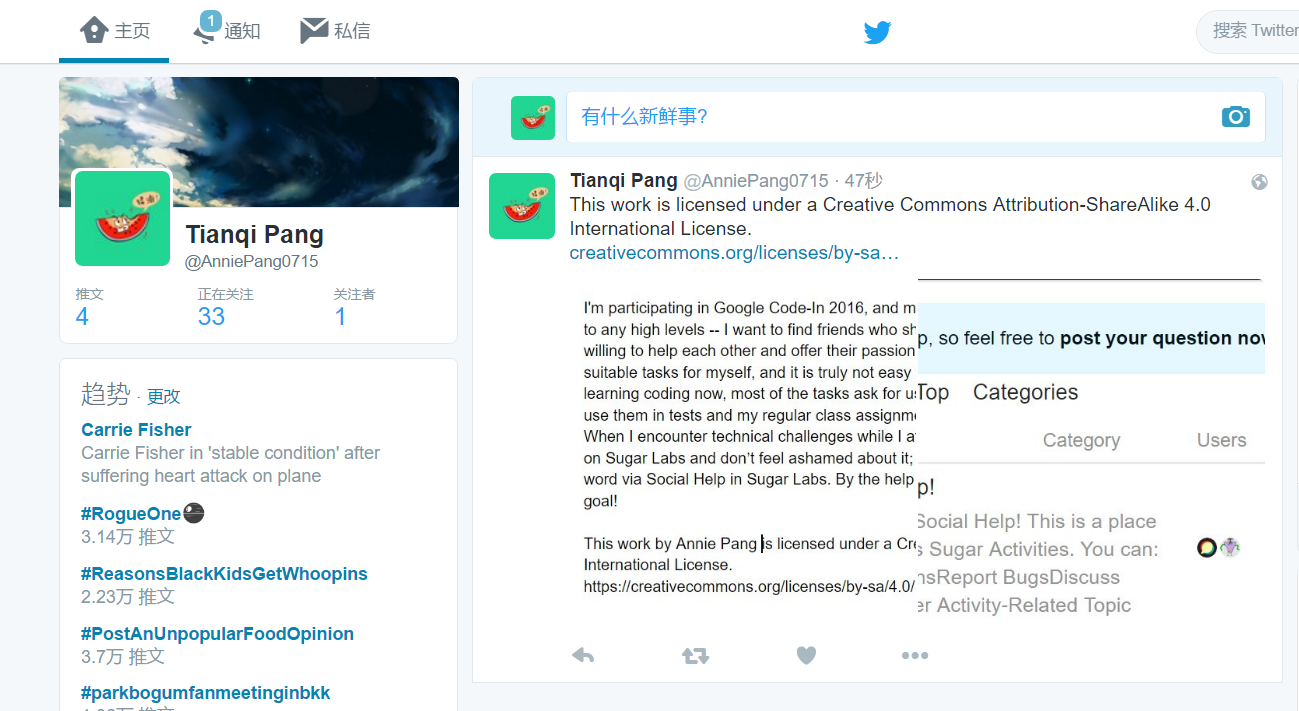 主页
1
通知
私信
搜索 Twitter
Tianqi Pang
@AnniePang0715
推文 正在关注 关注者
4 33 1
趋势 · 更改
Carrie Fisher
Carrie Fisher in 'stable condition' after
suffering heart attack on plane
#RogueOne
3.14万 推文
#ReasonsBlackKidsGetWhoopins
2.23万 推文
#PostAnUnpopularFoodOpinion
3.7万 推文
#parkbogumfanmeetinginbkk
有什么新鲜事?
Tianqi Pang @AnniePang0715 · 47秒
This work is licensed under a Creative Commons Attribution-ShareAlike 4.0
International License.
creativecommons.org/licenses/by-sa…
I'm participating in Google Code-In 2016, and m
to any high levels -- I want to find friends who sh
willing to help each other and offer their passion
suitable tasks for myself, and it is truly not easy
learning coding now, most of the tasks ask for us
use them in tests and my regular class assignme
When I encounter technical challenges while I at
on Sugar Labs and don't feel ashamed about it;
word via Social Help in Sugar Labs. By the help
goal!
This work by Annie Pang is licensed under a Cre
International License.
https://creativecommons.org/licenses/by-sa/4.0/
p, so feel free to post your question now
Top Categories
Category Users
p!
Social Help! This is a place
s Sugar Activities. You can:
nsReport BugsDiscuss
er Activity-Related Topic